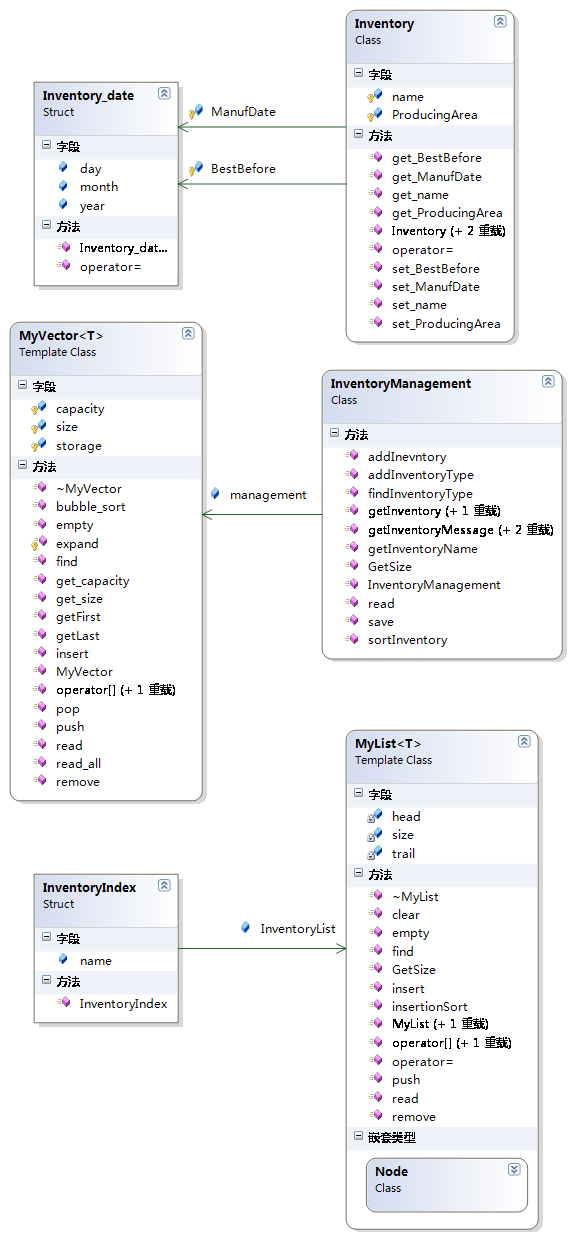 Inventory
Class
字段
name
ProducingArea
方法
get_BestBefore
get_ManufDate
get_name
get_ProducingArea
Inventory (+ 2 重载)
operator=
set_BestBefore
set_ManufDate
set_name
set_ProducingArea
Inventory_date
Struct
字段
day
month
year
方法
Inventory_dat...
operator=
ManufDate
BestBefore
MyVector<T>
Template Class
字段
capacity
size
storage
方法
~MyVector
bubble_sort
empty
expand
find
get_capacity
get_size
getFirst
getLast
insert
MyVector
operator[] (+ 1 重载)
pop
push
read
read_all
remove
management
InventoryManagement
Class
方法
addInevntory
addInventoryType
findInventoryType
getInventory (+ 1 重载)
getInventoryMessage (+ 2 重载)
getInventoryName
GetSize
InventoryManagement
read
save
sortInventory
MyList<T>
Template Class
字段
head
size
trail
方法
~MyList
clear
empty
find
GetSize
insert
insertionSort
MyList (+ 1 重载)
operator[] (+ 1 重载)
operator=
push
read
remove
嵌套类型
Node
Class
InventoryIndex
Struct
字段
name
方法
InventoryIndex
InventoryList